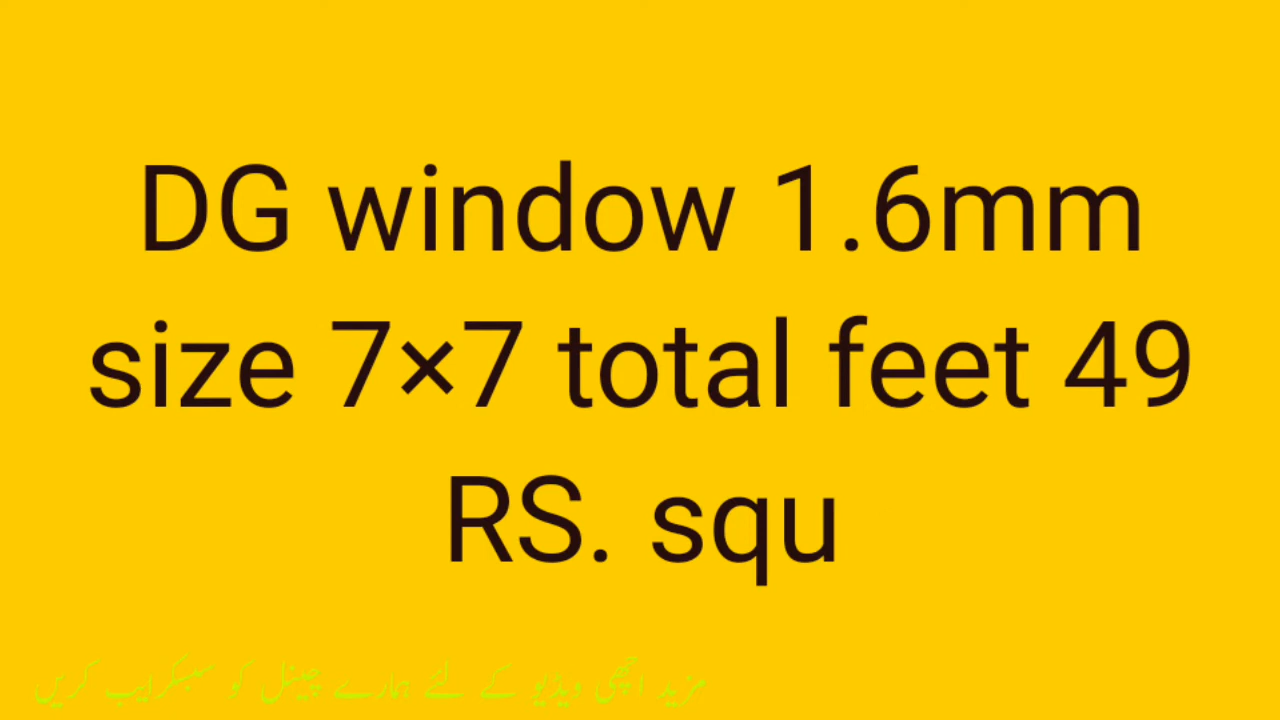 DG window 1.6mm
size 7×7 total feet 49
RS. squ
مزید اچھی ویڈیو کے لئے ہمارے چینل کو سبسکرایب کریں